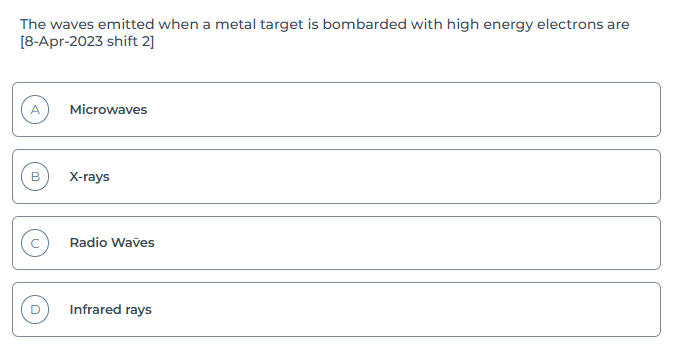 The waves emitted when a metal target is bombarded with high energy electrons are
[8-Apr-2023 shift 2]
A Microwaves
B X-rays
C Radio Waṽes
D Infrared rays